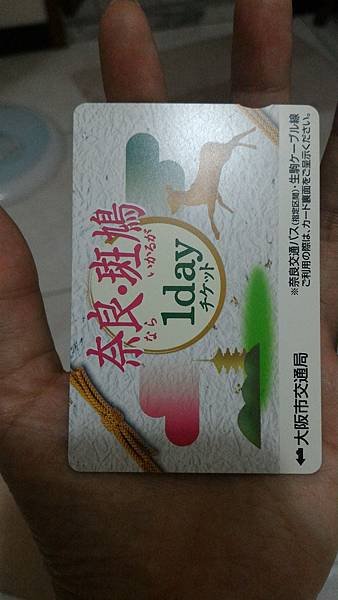 奈良・斑鳩
なら いかるが
1day
チケット
※奈良交通バス(指定区間)・生駒ケーブル線
ご利用の際は、カード裏面をご呈示ください。
大阪市交通局